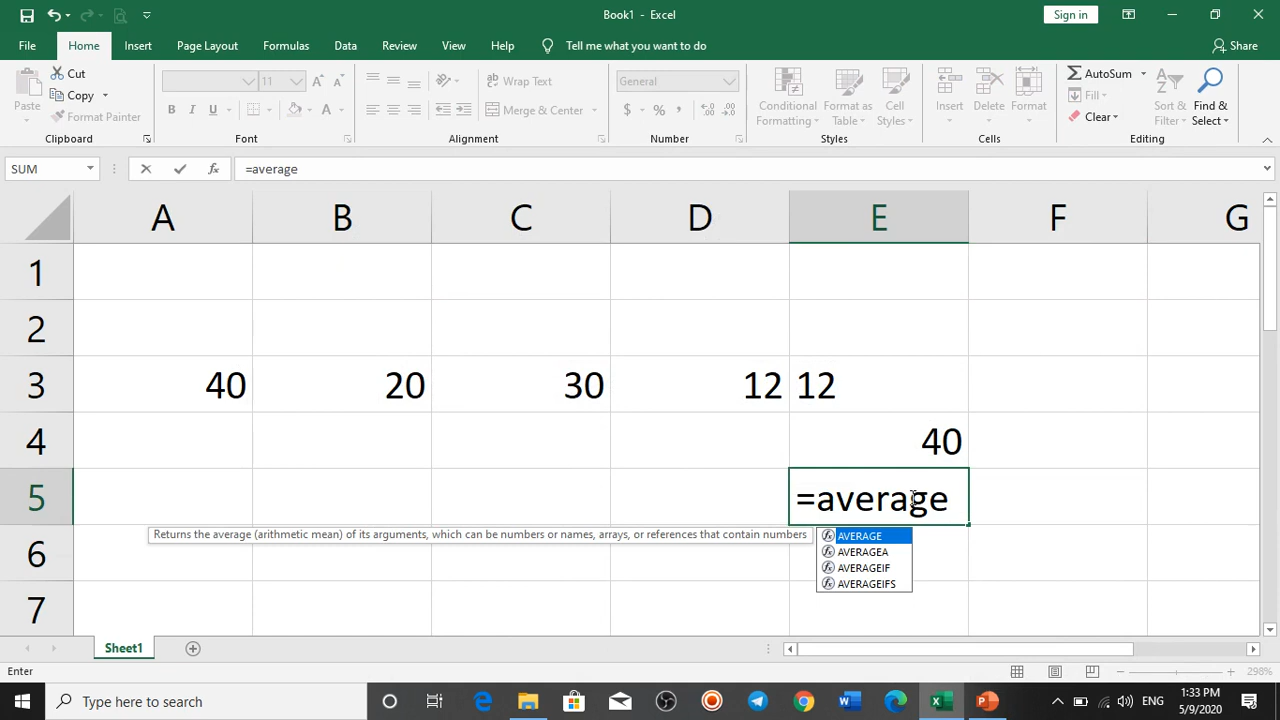 Book1 - Excel
Sign in
File Home Insert Page Layout Formulas Data Review View Help Tell me what you want to do Share
Paste
Cut
Copy
Format Painter
Clipboard
11
B I U
Font
Wrap Text
Merge & Center
Alignment
General
$ % ,
Number
Conditional Formatting
Format as Table
Cell Styles
Styles
Insert
Delete
Format
Cells
AutoSum
Fill
Clear
Sort & Filter
Find & Select
Editing
SUM
fx
=average
A B C D E F G
1
2
3 40 20 30 12 12
4 40
5 =average
6
7
Returns the average (arithmetic mean) of its arguments, which can be numbers or names, arrays, or references that contain numbers
AVERAGE
AVERAGEA
AVERAGEIF
AVERAGEIFS
Sheet1
Enter
298%
Type here to search
ENG
1:33 PM
5/9/2020